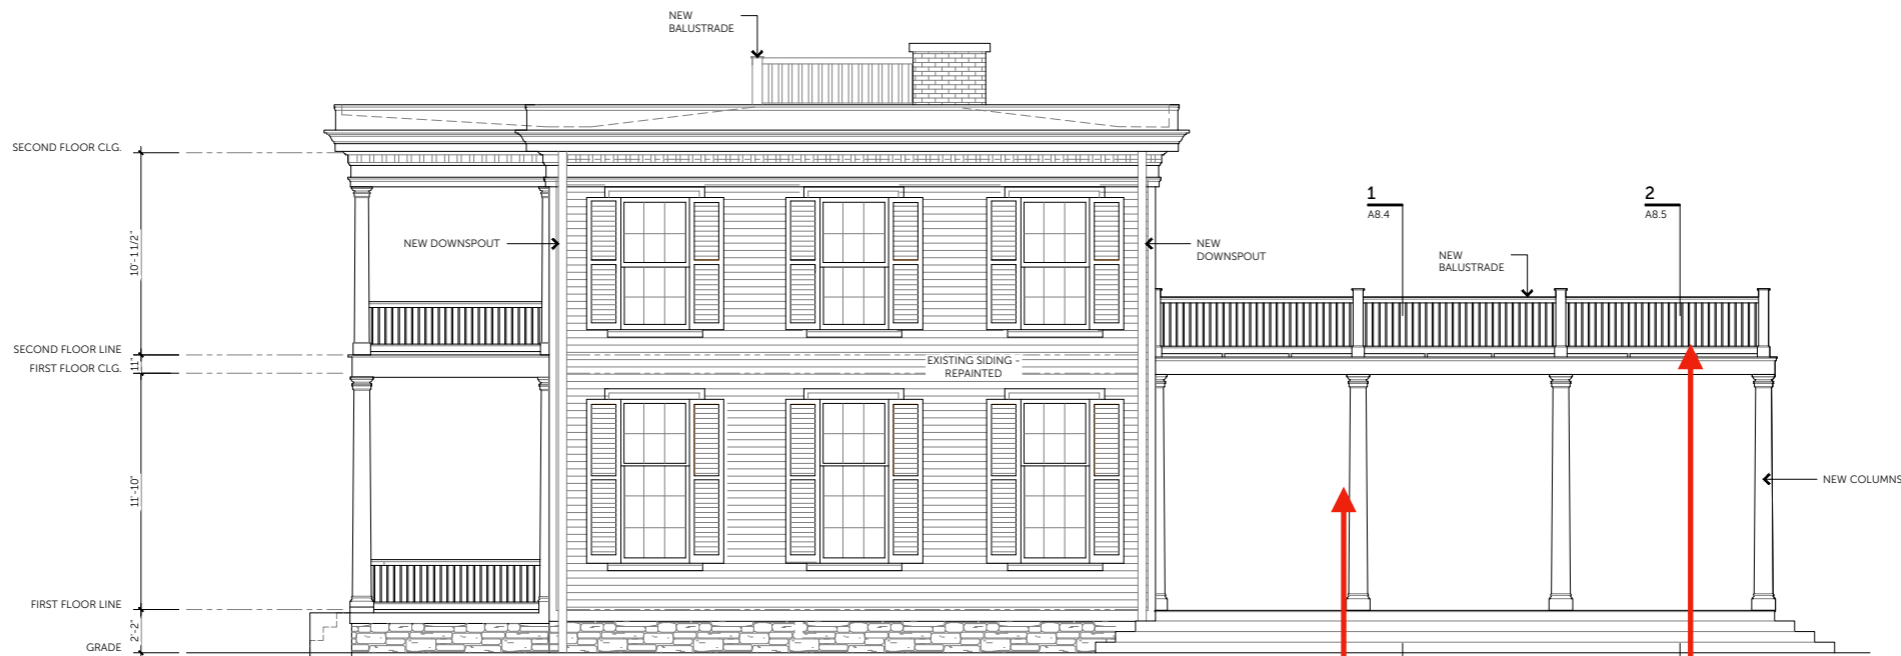 NEW
BALUSTRADE
SECOND FLOOR CLG.
10'-1 1/2"
NEW DOWNSPOUT
NEW
DOWNSPOUT
1
A8.4
2
A8.5
NEW
BALUSTRADE
SECOND FLOOR LINE
11"
FIRST FLOOR CLG.
EXISTING SIDING -
REPAINTED
11'-10"
NEW COLUMNS
FIRST FLOOR LINE
2'-2"
GRADE